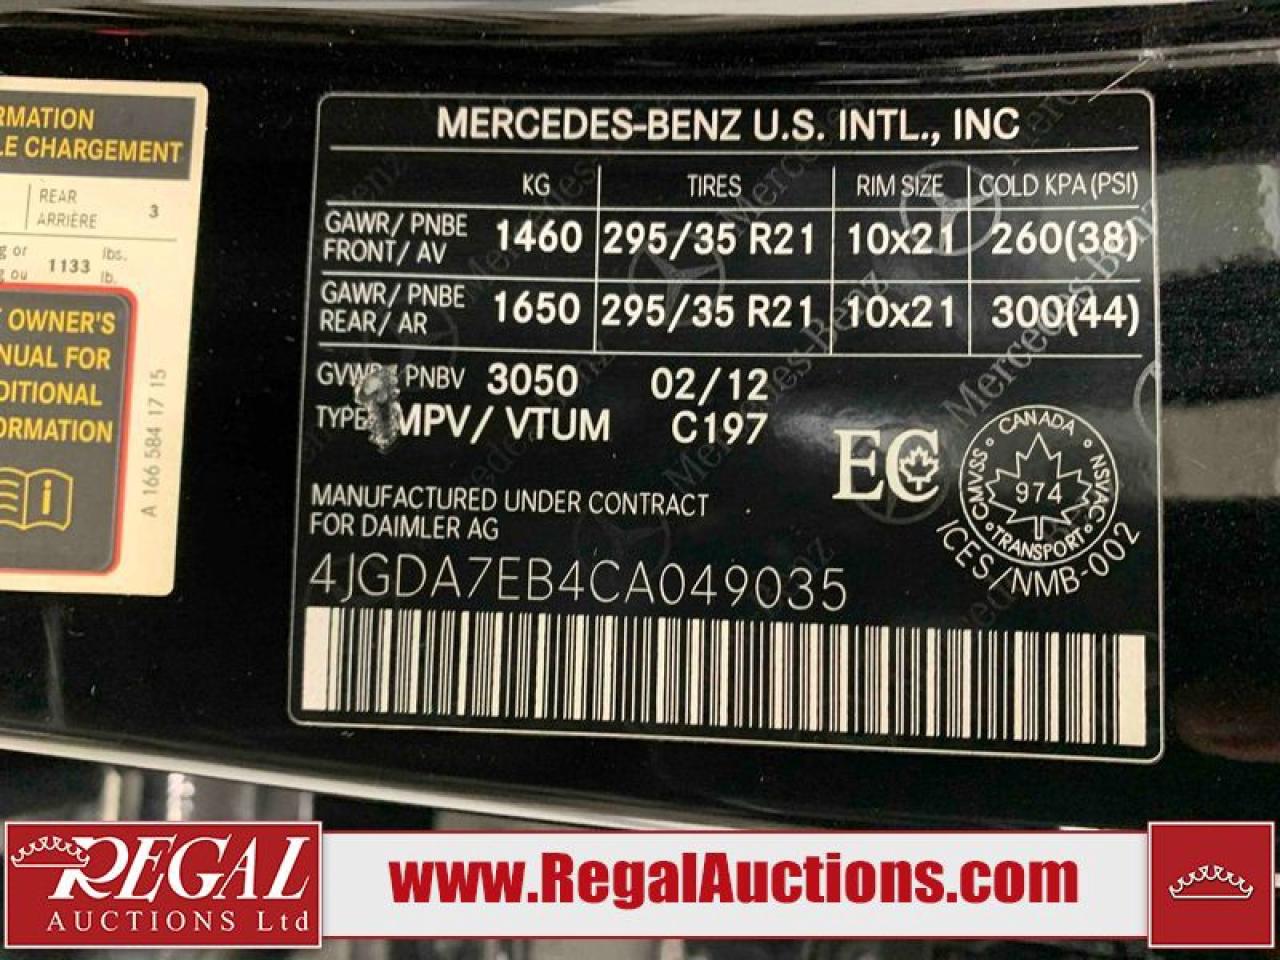 RMATION
LE CHARGEMENT
REAR
ARRIÈRE 3
g or 1133 lbs.
g ou lb.
OWNER'S
NUAL FOR
DITIONAL
ORMATION
i
A 166 584 17 15
MERCEDES-BENZ U.S. INTL., INC
KG TIRES RIM SIZE COLD KPA (PSI)
GAWR/ PNBE FRONT/ AV 1460 295/35 R21 10x21 260(38)
GAWR/ PNBE REAR/ AR 1650 295/35 R21 10x21 300(44)
GVWR PNBV 3050 02/12
TYPE MPV/ VTUM C197
MANUFACTURED UNDER CONTRACT
FOR DAIMLER AG
EC
CANADA
CMVSS 974 NSVAC
TRANSPORT
ICES/NMB-002
4JGDA7EB4CA049035
REGAL
AUCTIONS Ltd
www.RegalAuctions.com